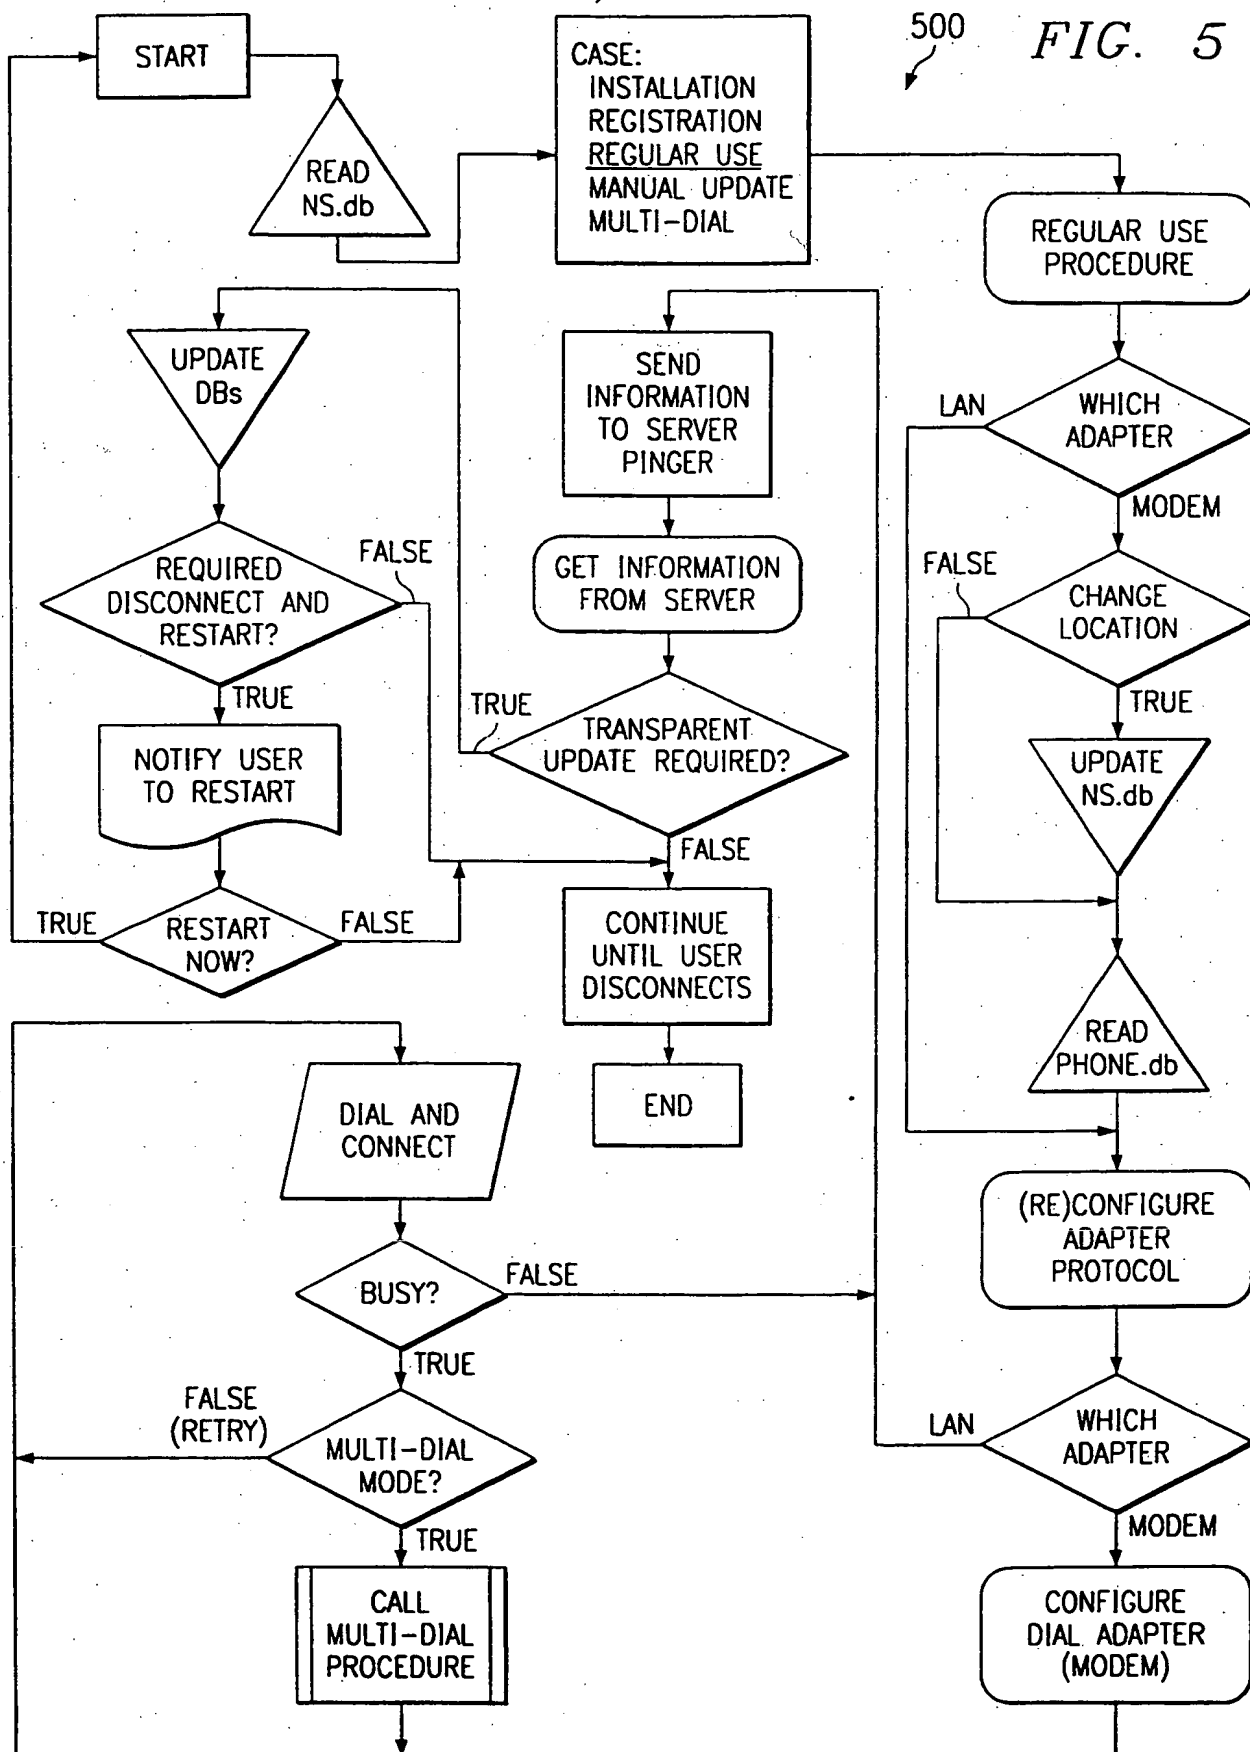 500
FIG. 5
START
READ
NS.db
CASE:
INSTALLATION
REGISTRATION
REGULAR USE
MANUAL UPDATE
MULTI-DIAL
REGULAR USE
PROCEDURE
WHICH
ADAPTER
LAN
MODEM
CHANGE
LOCATION
FALSE
TRUE
UPDATE
NS.db
READ
PHONE.db
(RE)CONFIGURE
ADAPTER
PROTOCOL
WHICH
ADAPTER
LAN
MODEM
CONFIGURE
DIAL ADAPTER
(MODEM)
SEND
INFORMATION
TO SERVER
PINGER
GET INFORMATION
FROM SERVER
TRANSPARENT
UPDATE REQUIRED?
TRUE
FALSE
CONTINUE
UNTIL USER
DISCONNECTS
END
UPDATE
DBs
REQUIRED
DISCONNECT AND
RESTART?
FALSE
TRUE
NOTIFY USER
TO RESTART
RESTART
NOW?
TRUE
FALSE
DIAL AND
CONNECT
BUSY?
FALSE
TRUE
MULTI-DIAL
MODE?
FALSE
(RETRY)
TRUE
CALL
MULTI-DIAL
PROCEDURE